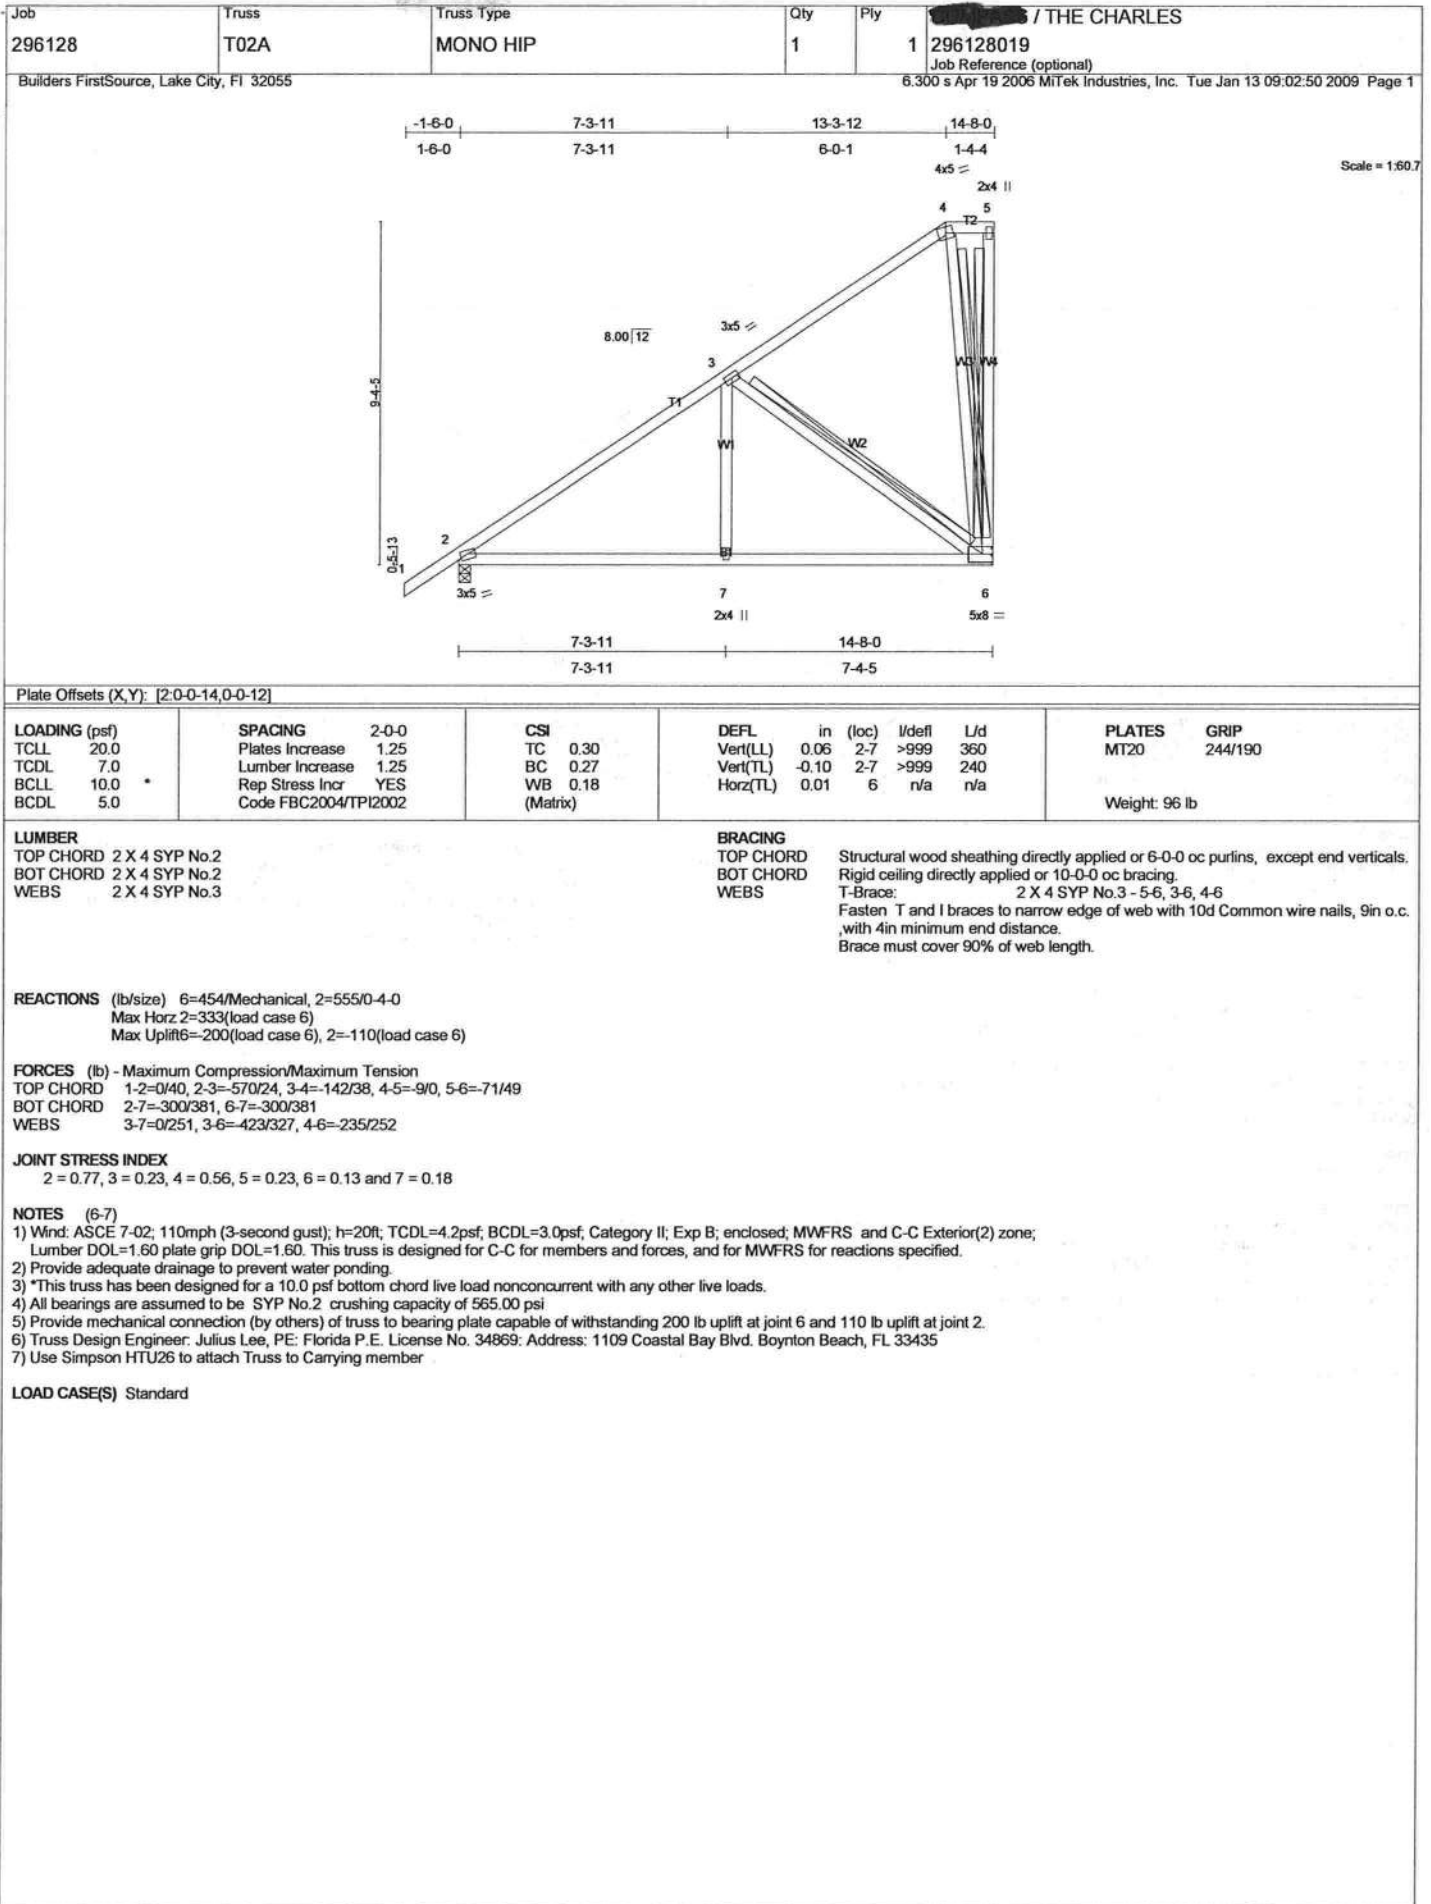 Job Truss Truss Type Qty Ply / THE CHARLES
296128 T02A MONO HIP 1 1 296128019
Job Reference (optional)
Builders FirstSource, Lake City, Fl 32055 6.300 s Apr 19 2006 MiTek Industries, Inc. Tue Jan 13 09:02:50 2009 Page 1
-1-6-0 7-3-11 13-3-12 14-8-0
1-6-0 7-3-11 6-0-1 1-4-4
Scale = 1:60.7
4x5 =
2x4 ||
4 5
T2
8.00 12
3x5 =
3
W3 W4
9-4-5
T1
W1 W2
2
0-5-13
1
B1
3x5 =
7
6
2x4 ||
5x8 =
7-3-11 14-8-0
7-3-11 7-4-5
Plate Offsets (X,Y): [2:0-0-14,0-0-12]
LOADING (psf) SPACING 2-0-0 CSI DEFL in (loc) l/defl L/d PLATES GRIP
TCLL 20.0 Plates Increase 1.25 TC 0.30 Vert(LL) 0.06 2-7 >999 360 MT20 244/190
TCDL 7.0 Lumber Increase 1.25 BC 0.27 Vert(TL) -0.10 2-7 >999 240
BCLL 10.0 * Rep Stress Incr YES WB 0.18 Horz(TL) 0.01 6 n/a n/a
BCDL 5.0 Code FBC2004/TPI2002 (Matrix) Weight: 96 lb
LUMBER
TOP CHORD 2 X 4 SYP No.2
BOT CHORD 2 X 4 SYP No.2
WEBS 2 X 4 SYP No.3
BRACING
TOP CHORD Structural wood sheathing directly applied or 6-0-0 oc purlins, except end verticals.
BOT CHORD Rigid ceiling directly applied or 10-0-0 oc bracing.
WEBS T-Brace: 2 X 4 SYP No.3 - 5-6, 3-6, 4-6
Fasten T and I braces to narrow edge of web with 10d Common wire nails, 9in o.c.
,with 4in minimum end distance.
Brace must cover 90% of web length.
REACTIONS (lb/size) 6=454/Mechanical, 2=555/0-4-0
Max Horz 2=333(load case 6)
Max Uplift6=-200(load case 6), 2=-110(load case 6)
FORCES (lb) - Maximum Compression/Maximum Tension
TOP CHORD 1-2=0/40, 2-3=-570/24, 3-4=-142/38, 4-5=-9/0, 5-6=-71/49
BOT CHORD 2-7=-300/381, 6-7=-300/381
WEBS 3-7=0/251, 3-6=-423/327, 4-6=-235/252
JOINT STRESS INDEX
2 = 0.77, 3 = 0.23, 4 = 0.56, 5 = 0.23, 6 = 0.13 and 7 = 0.18
NOTES (6-7)
1) Wind: ASCE 7-02; 110mph (3-second gust); h=20ft; TCDL=4.2psf; BCDL=3.0psf; Category II; Exp B; enclosed; MWFRS and C-C Exterior(2) zone;
Lumber DOL=1.60 plate grip DOL=1.60. This truss is designed for C-C for members and forces, and for MWFRS for reactions specified.
2) Provide adequate drainage to prevent water ponding.
3) *This truss has been designed for a 10.0 psf bottom chord live load nonconcurrent with any other live loads.
4) All bearings are assumed to be SYP No.2 crushing capacity of 565.00 psi
5) Provide mechanical connection (by others) of truss to bearing plate capable of withstanding 200 lb uplift at joint 6 and 110 lb uplift at joint 2.
6) Truss Design Engineer: Julius Lee, PE: Florida P.E. License No. 34869: Address: 1109 Coastal Bay Blvd. Boynton Beach, FL 33435
7) Use Simpson HTU26 to attach Truss to Carrying member
LOAD CASE(S) Standard